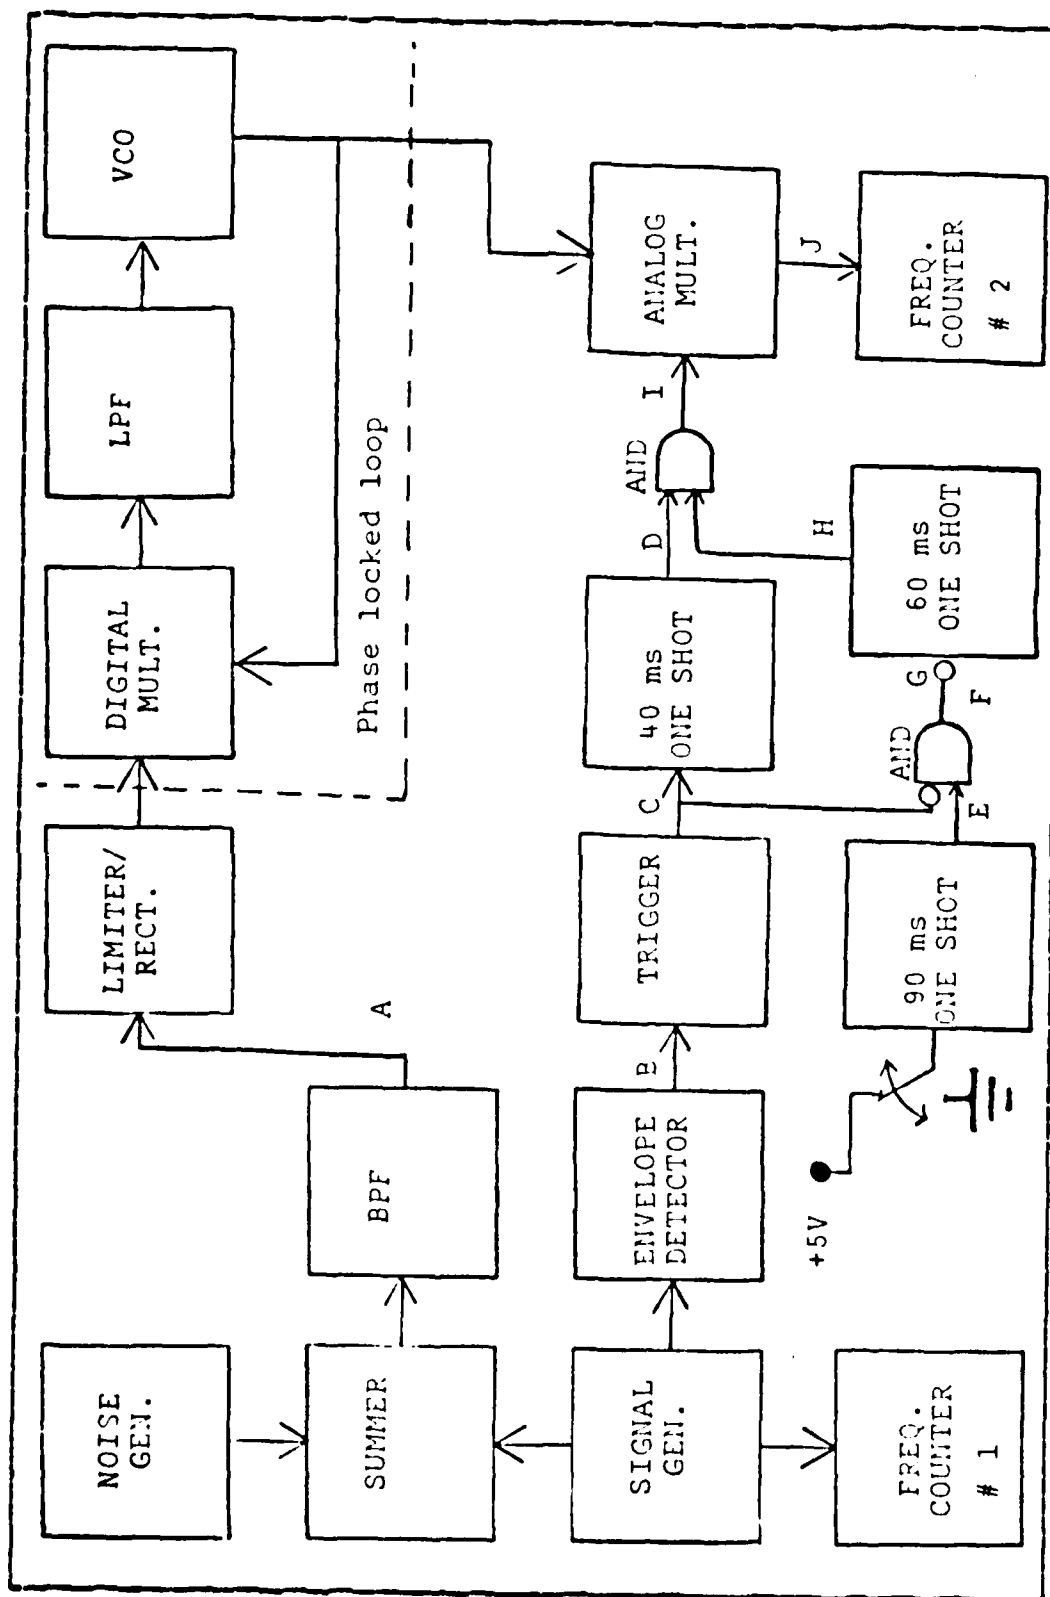 NOISE
GEN.
SUMMER
BPF
A
LIMITER/
RECT.
DIGITAL
MULT.
LPF
VCO
Phase locked loop
SIGNAL
GEN.
FREQ.
COUNTER
# 1
ENVELOPE
DETECTOR
B
TRIGGER
C
40 ms
ONE SHOT
D
AND
I
ANALOG
MULT.
J
FREQ.
COUNTER
# 2
+5V
90 ms
ONE SHOT
E
AND
F
G
60 ms
ONE SHOT
H